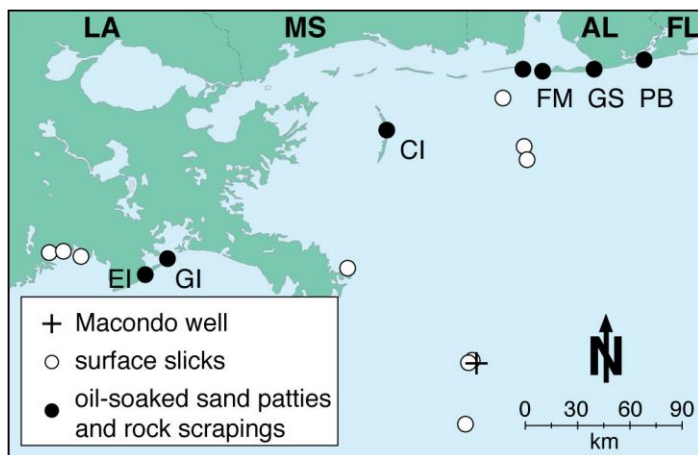 LA MS AL FL
FM GS PB
CI
EI GI
Macondo well
surface slicks
oil-soaked sand patties
and rock scrapings
N
0 30 60 90
km